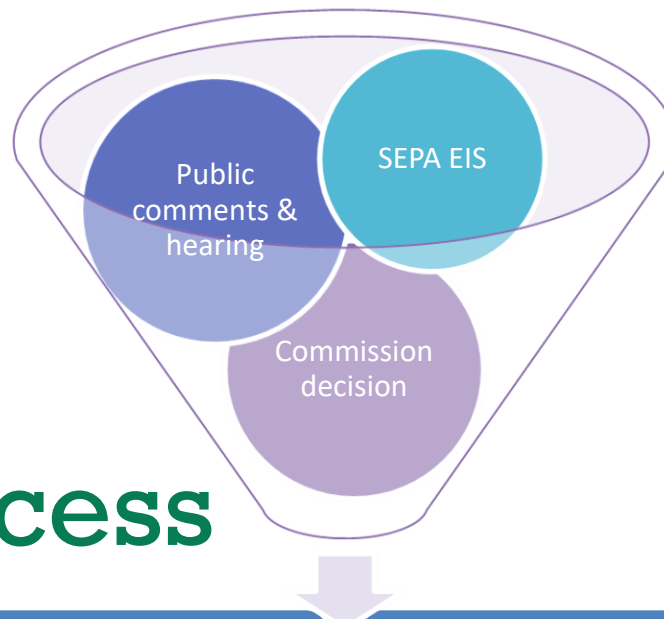 Public
comments &
hearing
SEPA EIS
Commission
decision
cess